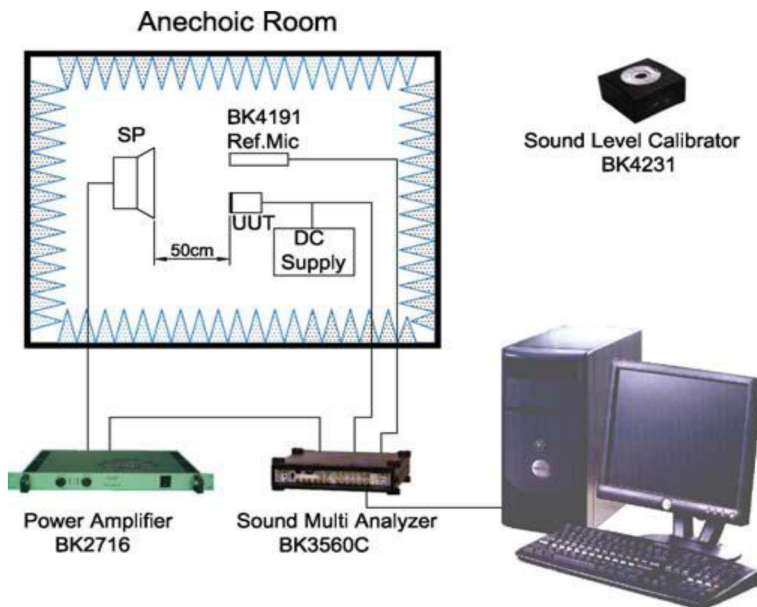 Anechoic Room
SP
BK4191
Ref.Mic
UUT
50cm
DC
Supply
Sound Level Calibrator
BK4231
Power Amplifier
BK2716
Sound Multi Analyzer
BK3560C